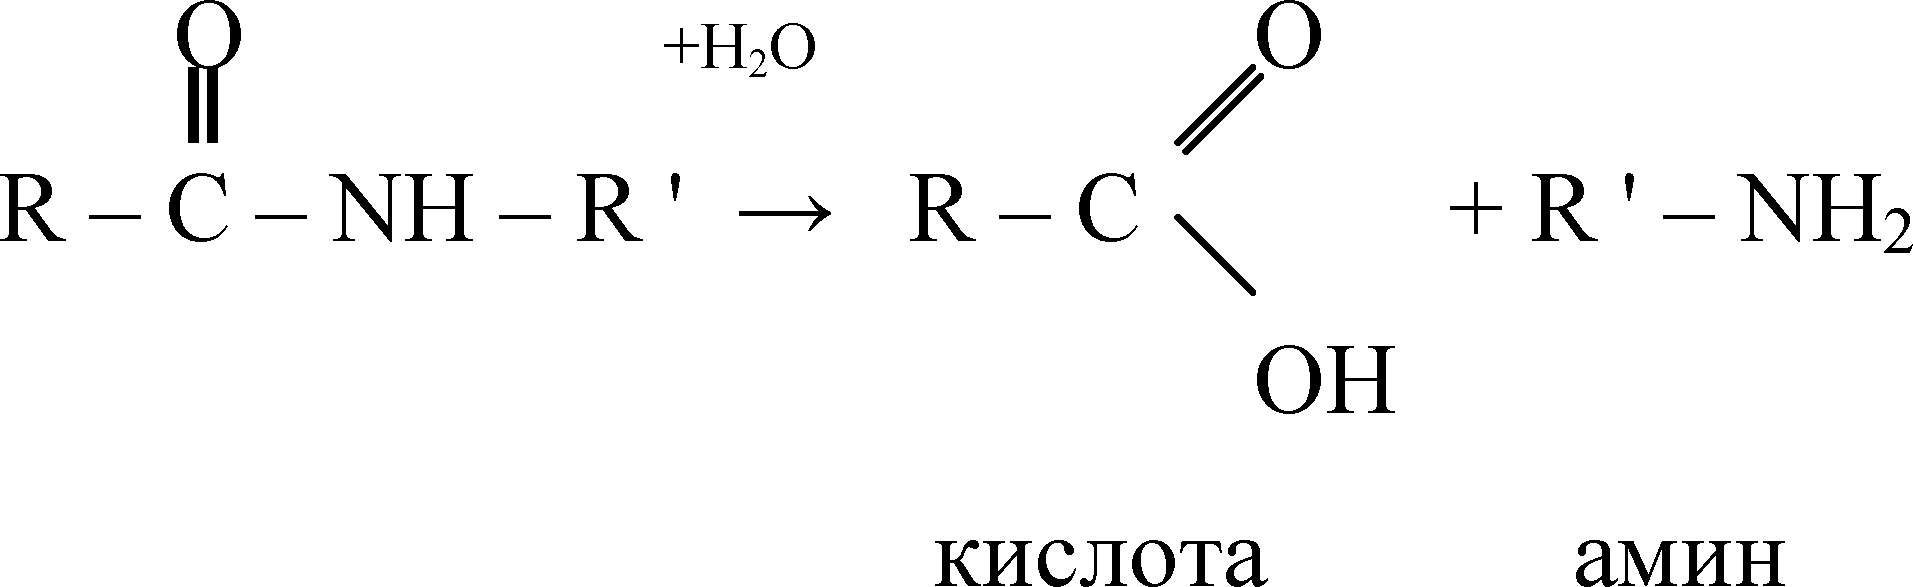 O +H₂O O
R – C – NH – R ' → R – C + R ' – NH₂
OH
кислота амин